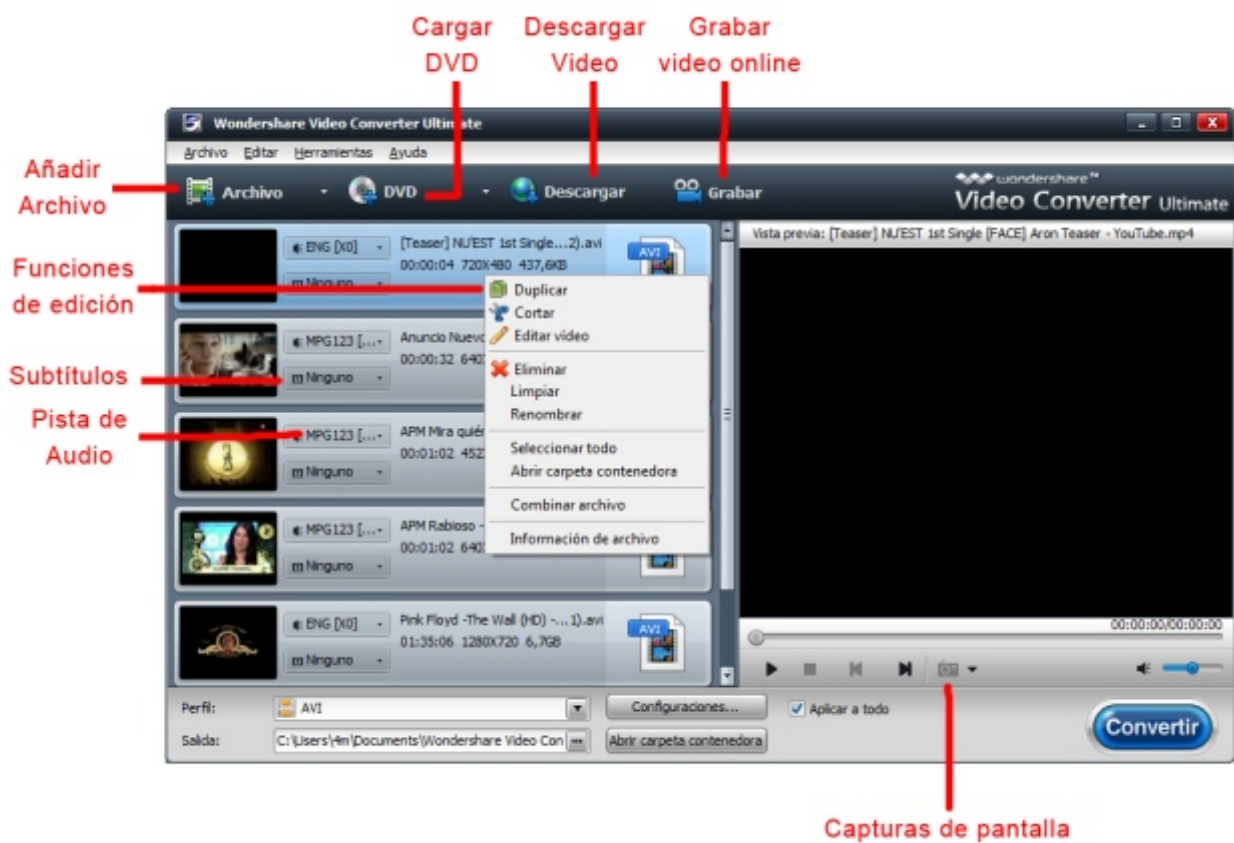 Cargar
DVD
Descargar
Video
Grabar
video online
Wondershare Video Converter Ultimate
Archivo Editar Herramientas Ayuda
Añadir
Archivo
Archivo
DVD
Descargar
Grabar
wondershare™
Video Converter Ultimate
ENG [X0]
[Teaser] NU'EST 1st Single...2).avi
00:00:04 720X480 437,6KB
Ninguno
AVI
Vista previa: [Teaser] NU'EST 1st Single [FACE] Aron Teaser - YouTube.mp4
Funciones
de edición
Duplicar
Cortar
Editar vídeo
Eliminar
Limpiar
Renombrar
Seleccionar todo
Abrir carpeta contenedora
Combinar archivo
Información de archivo
MPG123 [...
Anuncio Nuevo
00:00:32 640
Ninguno
Subtítulos
Pista de
Audio
MPG123 [...
APM Mira quién
00:01:02 452
Ninguno
MPG123 [...
APM Rabioso -
00:01:02 640
Ninguno
ENG [X0]
Pink Floyd -The Wall (HD) -...1).avi
01:35:06 1280X720 6,7GB
Ninguno
AVI
00:00:00/00:00:00
Perfil:
AVI
Configuraciones...
Aplicar a todo
Salida:
C:\Users\4m\Documents\Wondershare Video Con
...
Abrir carpeta contenedora
Convertir
Capturas de pantalla